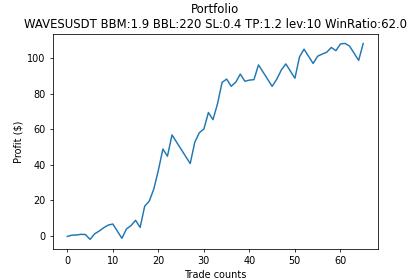 Portfolio
WAVESUSDT BBM:1.9 BBL:220 SL:0.4 TP:1.2 lev:10 WinRatio:62.0
100
80
60
40
20
0
Profit ($)
0 10 20 30 40 50 60
Trade counts